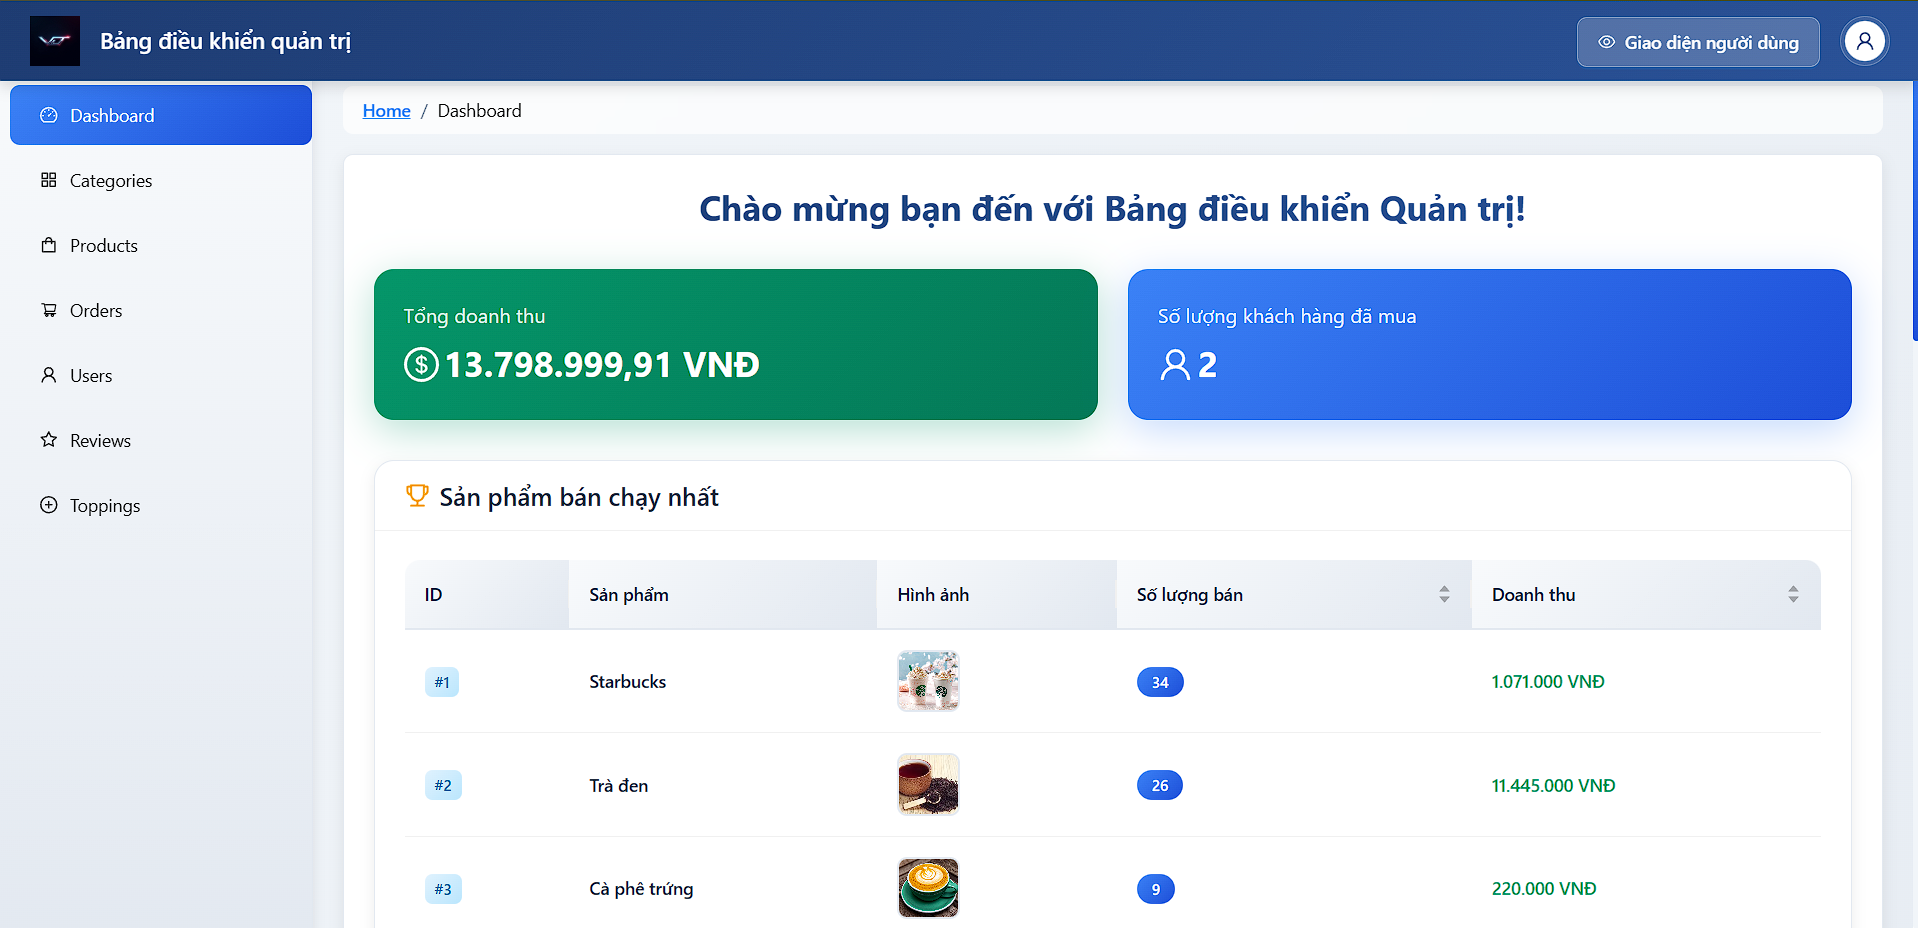 Bảng điều khiển quản trị
Giao diện người dùng
Dashboard
Categories
Products
Orders
Users
Reviews
Toppings
Home / Dashboard
Chào mừng bạn đến với Bảng điều khiển Quản trị!
Tổng doanh thu
13.798.999,91 VNĐ
Số lượng khách hàng đã mua
2
Sản phẩm bán chạy nhất
ID Sản phẩm Hình ảnh Số lượng bán Doanh thu
#1 Starbucks 34 1.071.000 VNĐ
#2 Trà đen 26 11.445.000 VNĐ
#3 Cà phê trứng 9 220.000 VNĐ